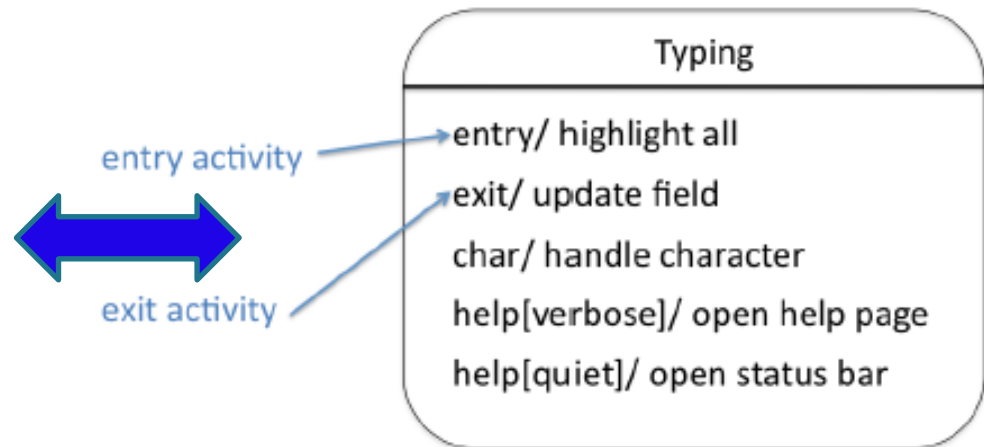 Typing
entry activity
entry/ highlight all
exit/ update field
char/ handle character
exit activity
help[verbose]/ open help page
help[quiet]/ open status bar